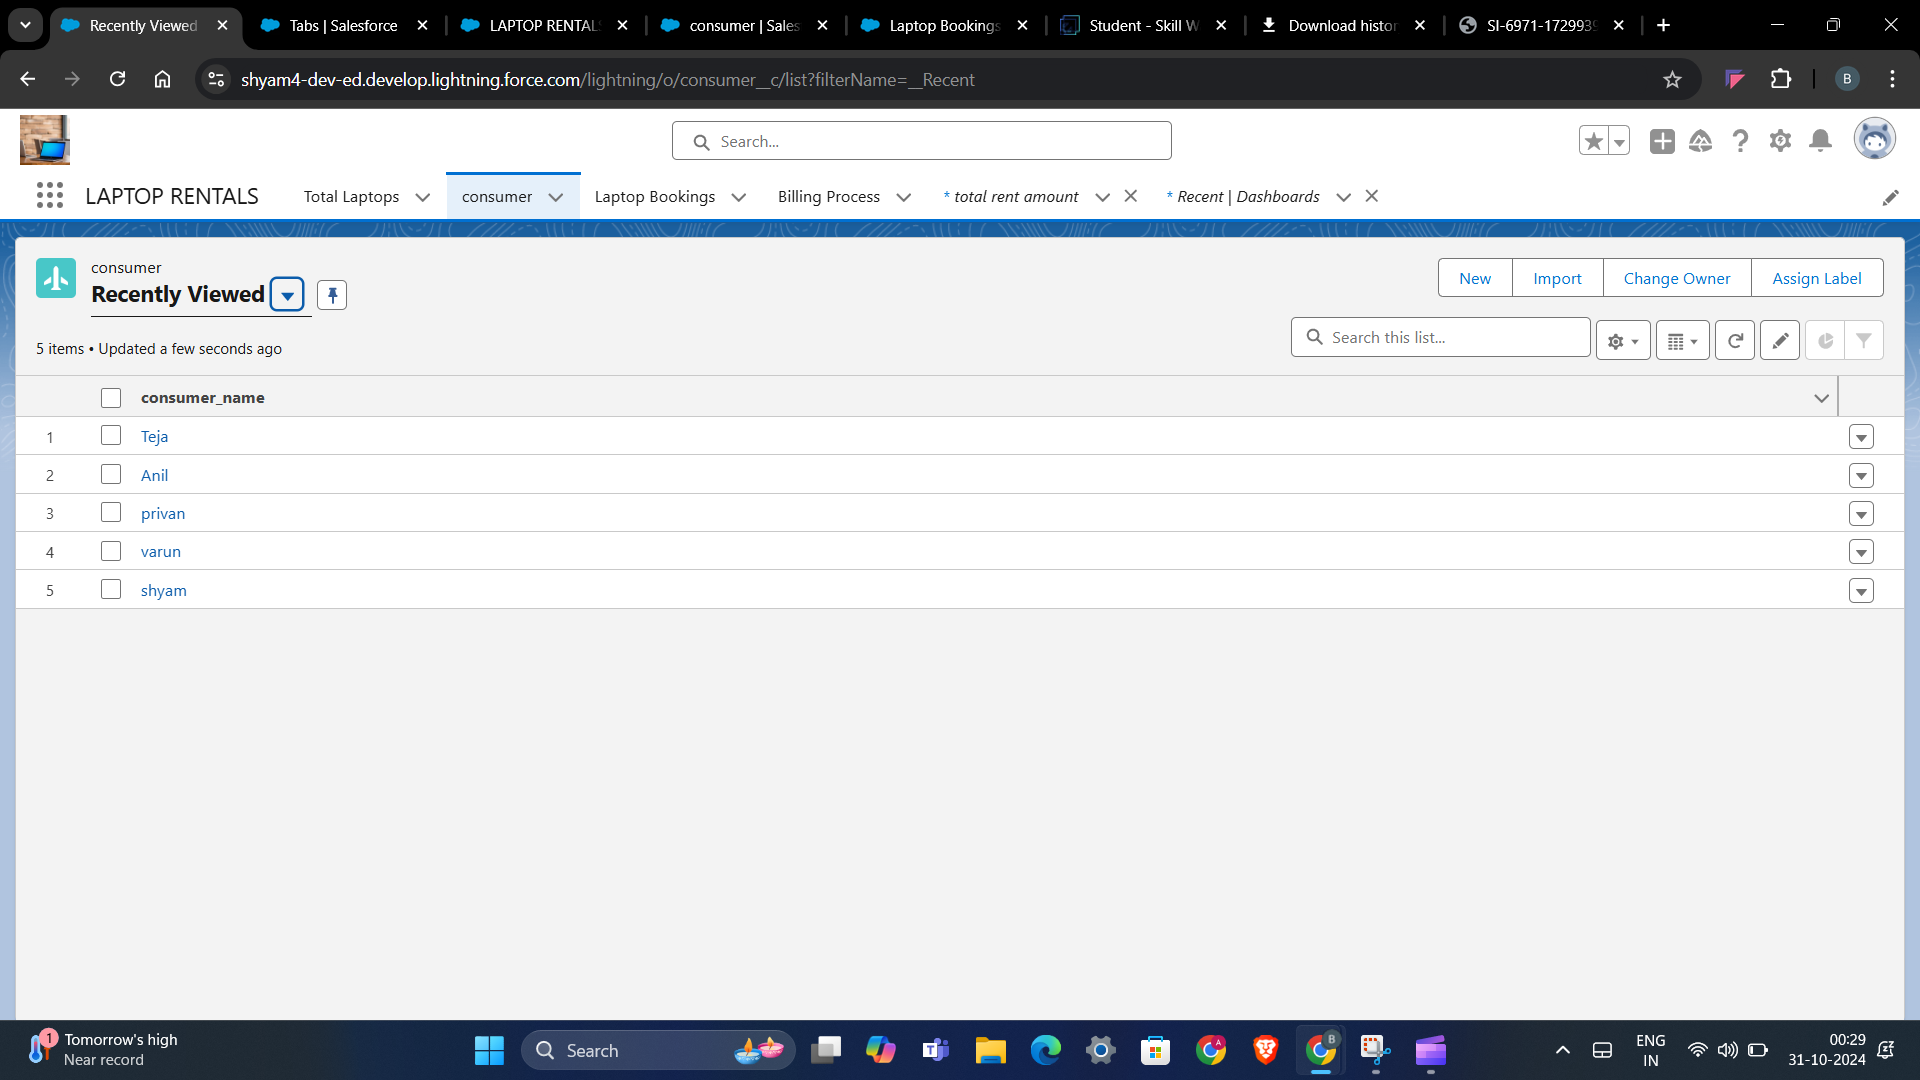 Recently Viewed
Tabs | Salesforce
LAPTOP RENTALS
consumer | Sales
Laptop Bookings
Student - Skill W
Download histor
SI-6971-1729939
shyam4-dev-ed.develop.lightning.force.com/lightning/o/consumer__c/list?filterName=__Recent
B
Search...
LAPTOP RENTALS
Total Laptops
consumer
Laptop Bookings
Billing Process
* total rent amount
* Recent | Dashboards
consumer
Recently Viewed
New
Import
Change Owner
Assign Label
5 items • Updated a few seconds ago
Search this list...
consumer_name
1 Teja
2 Anil
3 privan
4 varun
5 shyam
1
Tomorrow's high
Near record
Search
ENG
IN
00:29
31-10-2024